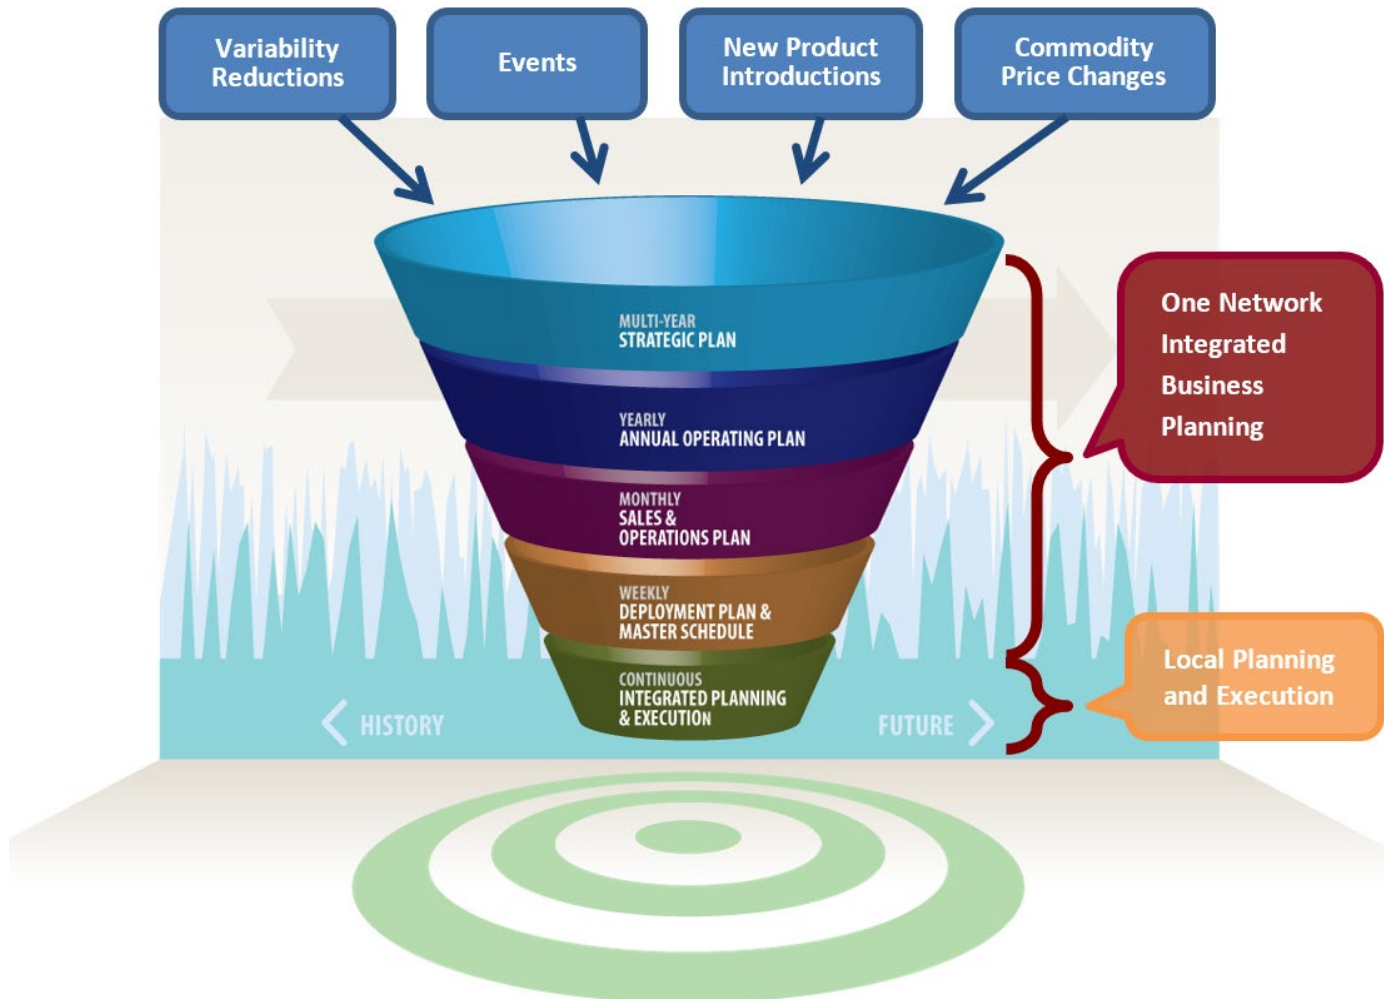 Variability
Reductions
Events
New Product
Introductions
Commodity
Price Changes
MULTI-YEAR
STRATEGIC PLAN
YEARLY
ANNUAL OPERATING PLAN
MONTHLY
SALES &
OPERATIONS PLAN
WEEKLY
DEPLOYMENT PLAN &
MASTER SCHEDULE
CONTINUOUS
INTEGRATED PLANNING
& EXECUTION
HISTORY
FUTURE
One Network
Integrated
Business
Planning
Local Planning
and Execution